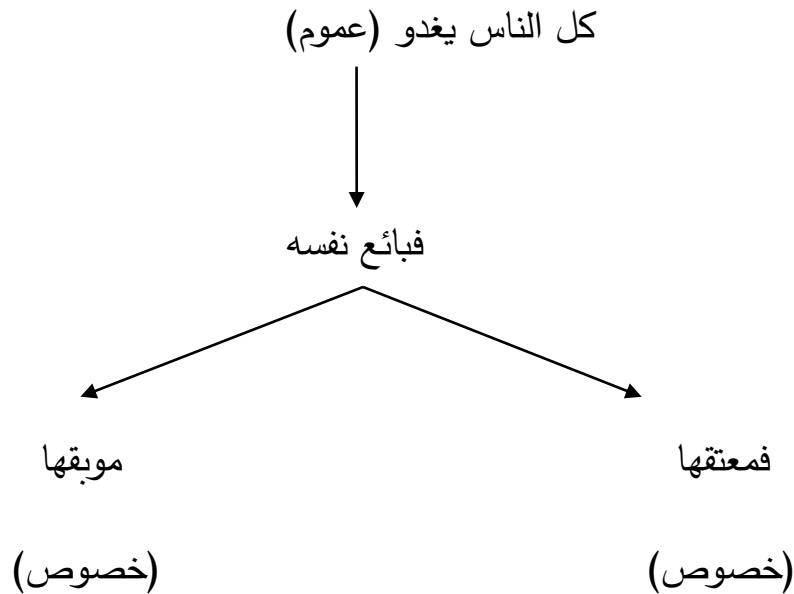 كل الناس يغدو (عموم)
فبائع نفسه
فمعتقها موبقها
(خصوص) (خصوص)